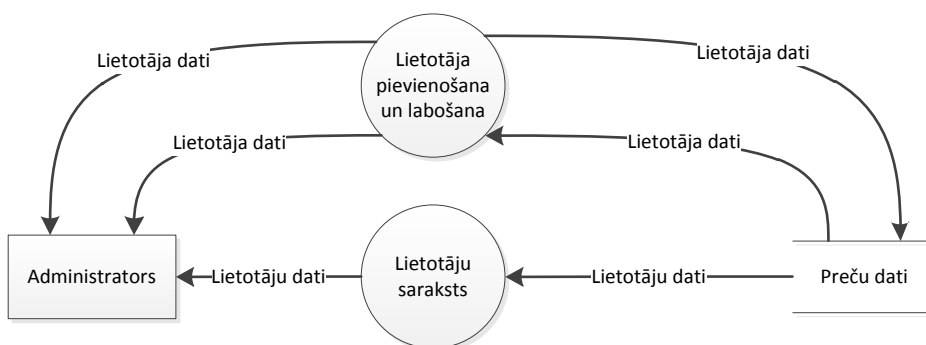 Lietotāja dati
Lietotāja
pievienošana
un labošana
Lietotāja dati
Lietotāja dati
Lietotāja dati
Administrators
Lietotāju dati
Lietotāju
saraksts
Lietotāju dati
Preču dati